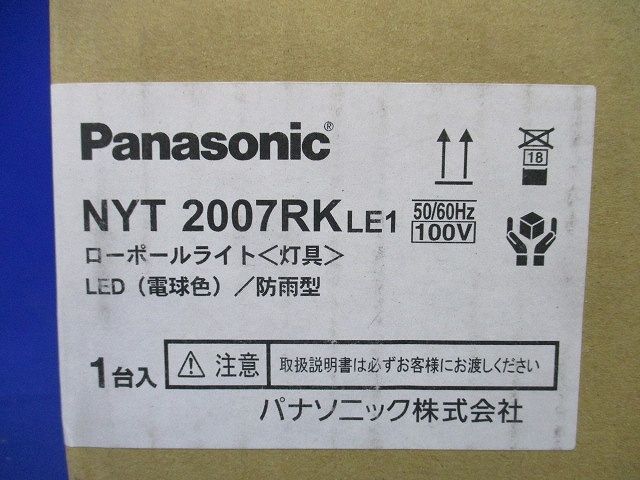 Panasonic®
NYT 2007RK LE1
50/60Hz
100V
18
ローポールライト<灯具>
LED（電球色）／防雨型
1台入
注意
取扱説明書は必ずお客様にお渡しください
パナソニック株式会社